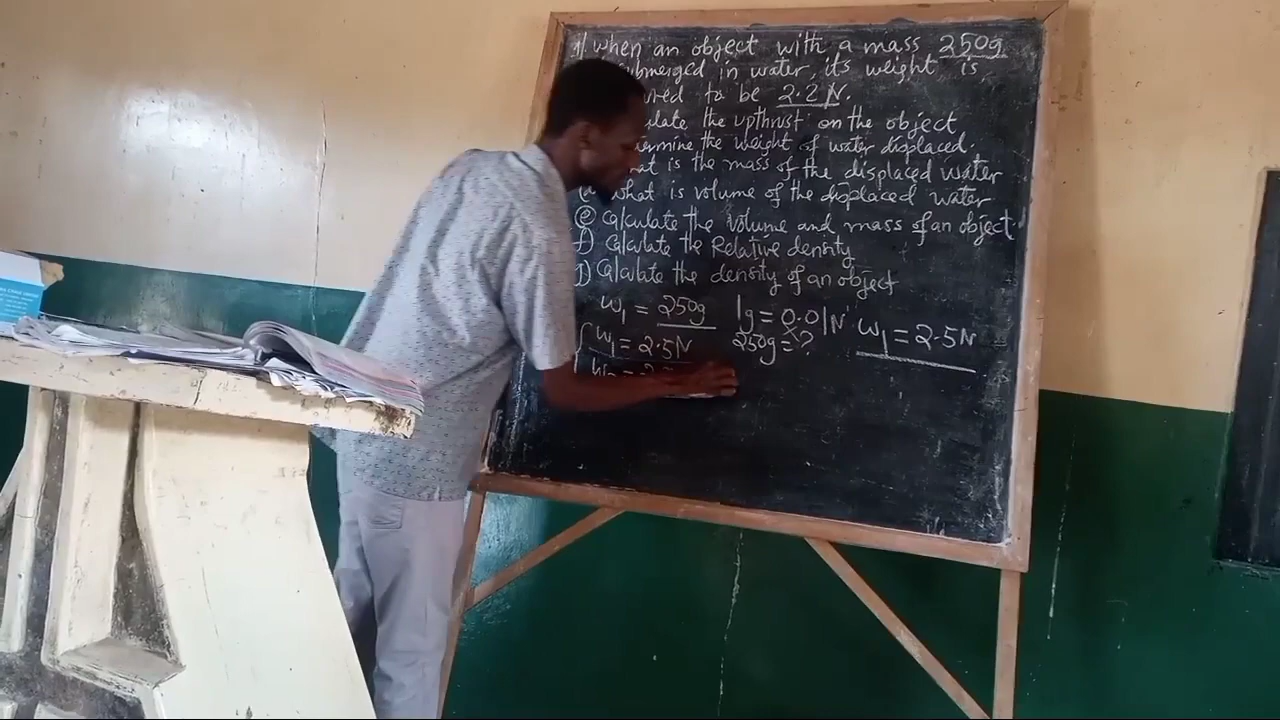 1/ When an object with a mass 250g
submerged in water, its weight is
to be 2.2N.
the upthrust on the object
the weight of water displaced.
is the mass of the displaced water
what is volume of the displaced water
(e) Calculate the volume and mass of an object.
f) Calculate the Relative density
g) Calculate the density of an object
W1 = 250g 1g = 0.01N W1 = 2.5N
W1 = 2.5N 250g = ?